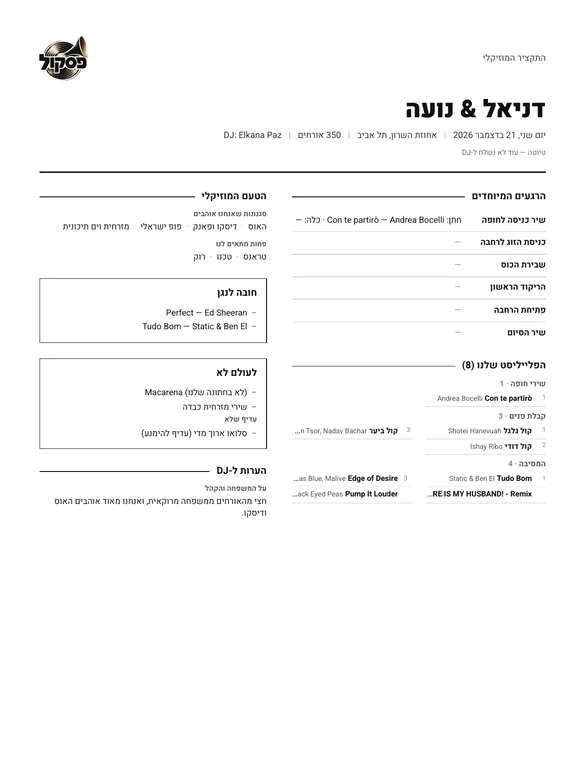 פסקול
התקציר המוזיקלי
דניאל & נועה
יום שני, 21 בדצמבר 2026 | אחוזת השרון, תל אביב | 350 אורחים | DJ: Elkana Paz
טיוטה — עוד לא נשלח ל-DJ
הרגעים המיוחדים
שיר כניסה לחופה חתן: Con te partirò — Andrea Bocelli · כלה: —
כניסת הזוג לרחבה —
שבירת הכוס —
הריקוד הראשון —
פתיחת הרחבה —
שיר הסיום —
הפלייליסט שלנו (8)
שירי חופה · 1
1 Con te partirò Andrea Bocelli
קבלת פנים · 3
1 קול גלגל Shotei Hanevuah
2 קול דודי Ishay Ribo
3 קול ביער ...n Tsor, Nadav Bachar
המסיבה · 4
1 Tudo Bom Static & Ben El
...RE IS MY HUSBAND! - Remix
3 Edge of Desire ...as Blue, Malive
Pump It Louder ...ack Eyed Peas
הטעם המוזיקלי
סגנונות שאנחנו אוהבים
האוס · דיסקו ופאנק · פופ ישראלי · מזרחית וים תיכונית
פחות מתאים לנו
טראנס · טכנו · רוק
חובה לנגן
– Perfect — Ed Sheeran
– Tudo Bom — Static & Ben El
לעולם לא
– Macarena (לא בחתונה שלנו)
– שירי מזרחית כבדה
עדיף שלא
– סלואו ארוך מדי (עדיף להימנע)
הערות ל-DJ
על המשפחה והקהל
חצי מהאורחים ממשפחה מרוקאית, ואנחנו מאוד אוהבים האוס
ודיסקו.